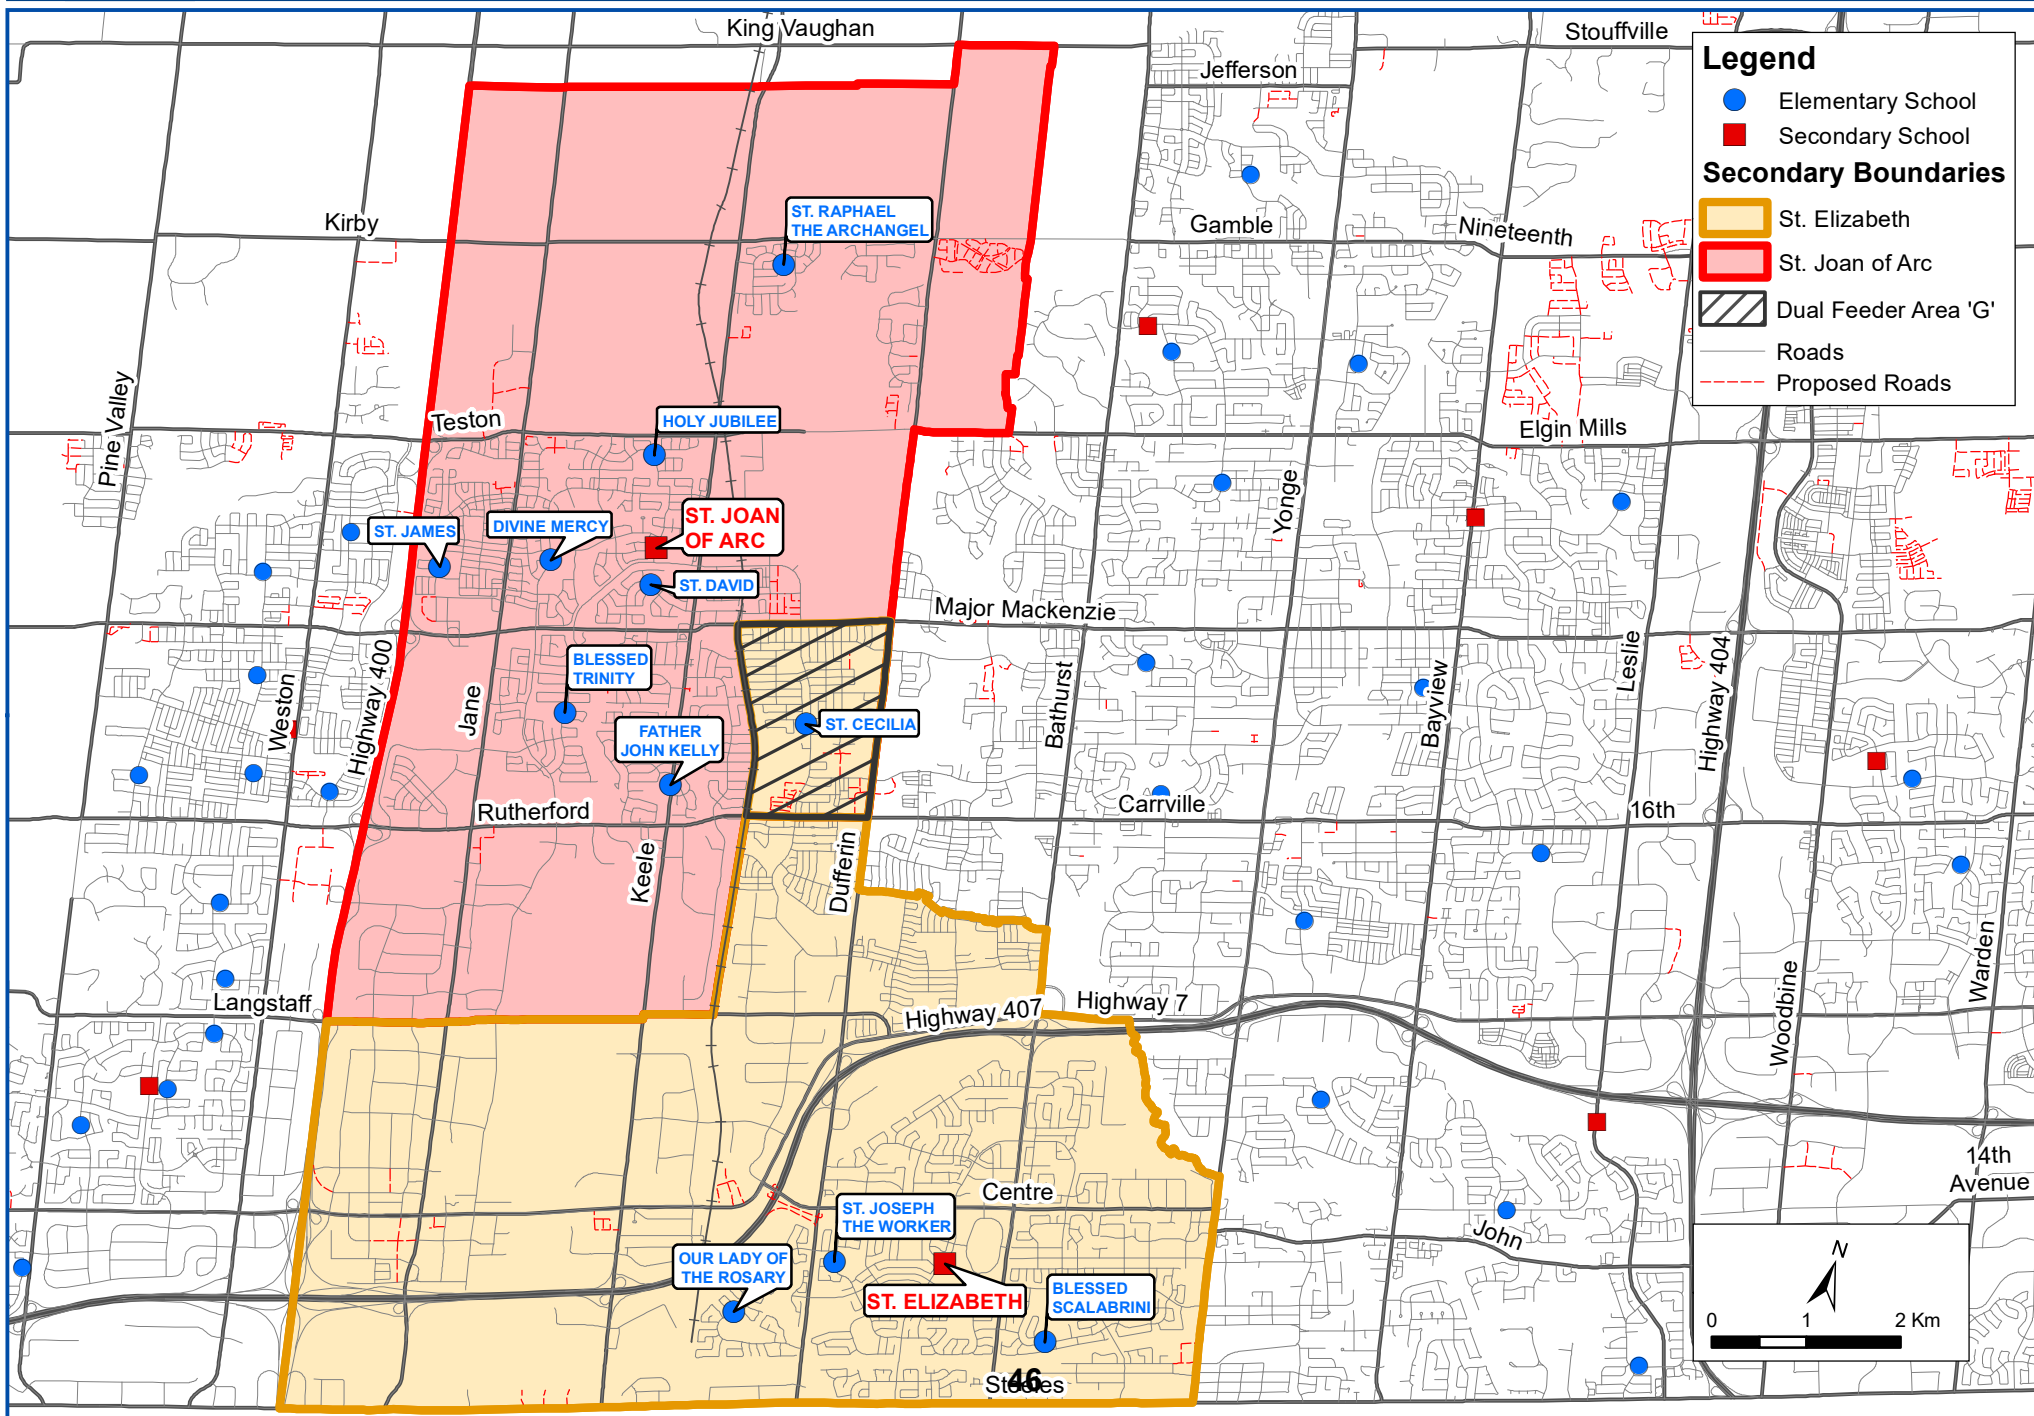 King Vaughan
Stouffville
Jefferson
Legend
Elementary School
Secondary School
Secondary Boundaries
St. Elizabeth
St. Joan of Arc
Dual Feeder Area 'G'
Roads
Proposed Roads
Kirby
ST. RAPHAEL
THE ARCHANGEL
Gamble
Nineteenth
Pine Valley
Teston
HOLY JUBILEE
Elgin Mills
Yonge
ST. JAMES
DIVINE MERCY
ST. JOAN
OF ARC
ST. DAVID
Major Mackenzie
Weston
Highway 400
Jane
BLESSED
TRINITY
FATHER
JOHN KELLY
ST. CECILIA
Bathurst
Bayview
Leslie
Highway 404
Rutherford
Keele
Dufferin
Carrville
16th
Langstaff
Highway 407
Highway 7
Woodbine
Warden
14th
Avenue
Centre
John
ST. JOSEPH
THE WORKER
OUR LADY OF
THE ROSARY
ST. ELIZABETH
BLESSED
SCALABRINI
N
0 1 2 Km
46
Steeles